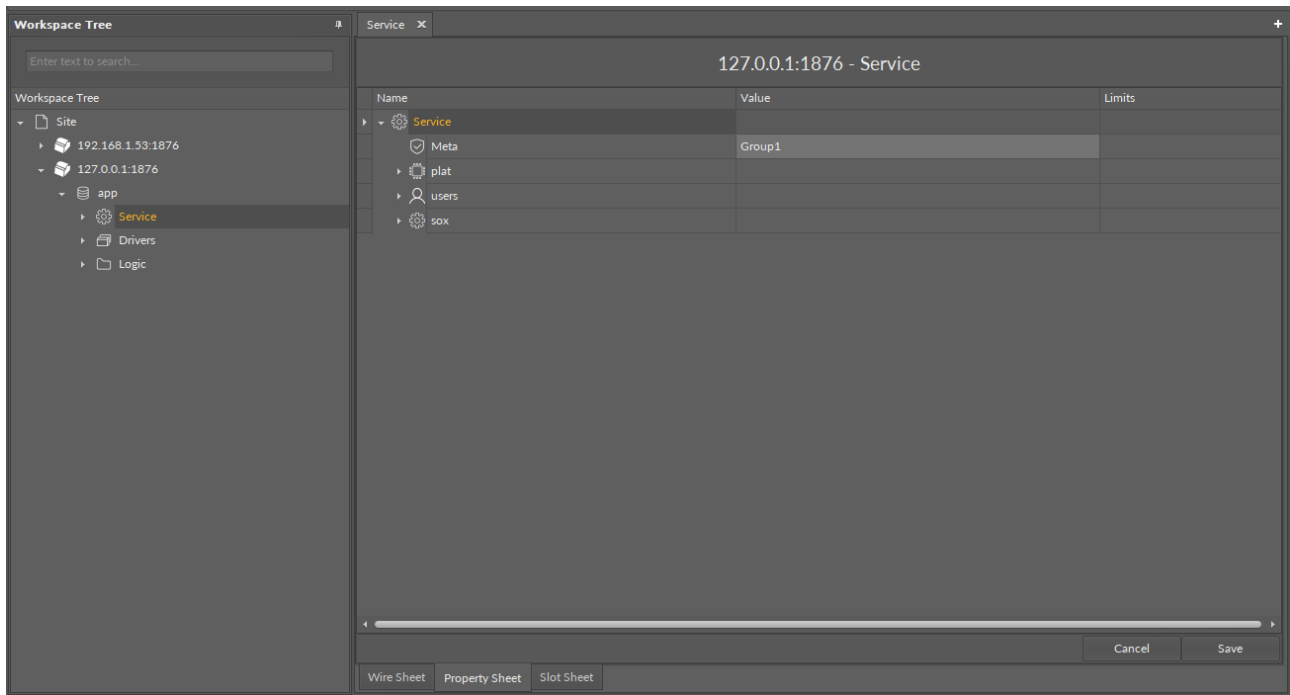 Workspace Tree
Enter text to search...
Workspace Tree
Site
192.168.1.53:1876
127.0.0.1:1876
app
Service
Drivers
Logic
Service
127.0.0.1:1876 - Service
Name Value Limits
Service
Meta Group1
plat
users
sox
Cancel Save
Wire Sheet Property Sheet Slot Sheet